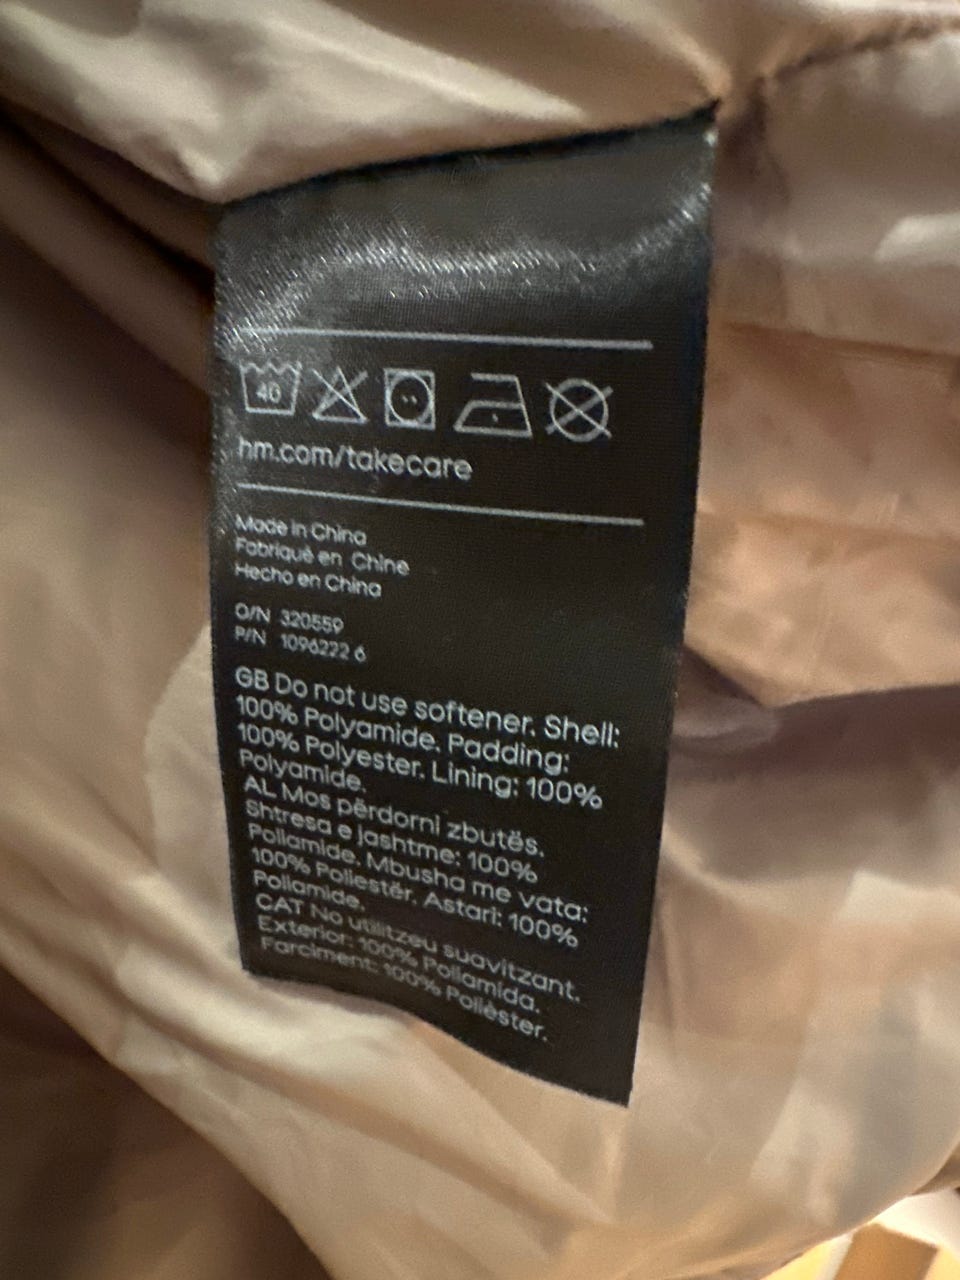 40
hm.com/takecare
Made in China
Fabriqué en Chine
Hecho en China
O/N 320559
P/N 1096222 6
GB Do not use softener. Shell:
100% Polyamide. Padding:
100% Polyester. Lining: 100%
Polyamide.
AL Mos përdorni zbutës.
Shtresa e jashtme: 100%
Poliamide. Mbusha me vata:
100% Poliestër. Astari: 100%
Poliamide.
CAT No utilitzeu suavitzant.
Exterior: 100% Poliamida.
Farciment: 100% Polièster.